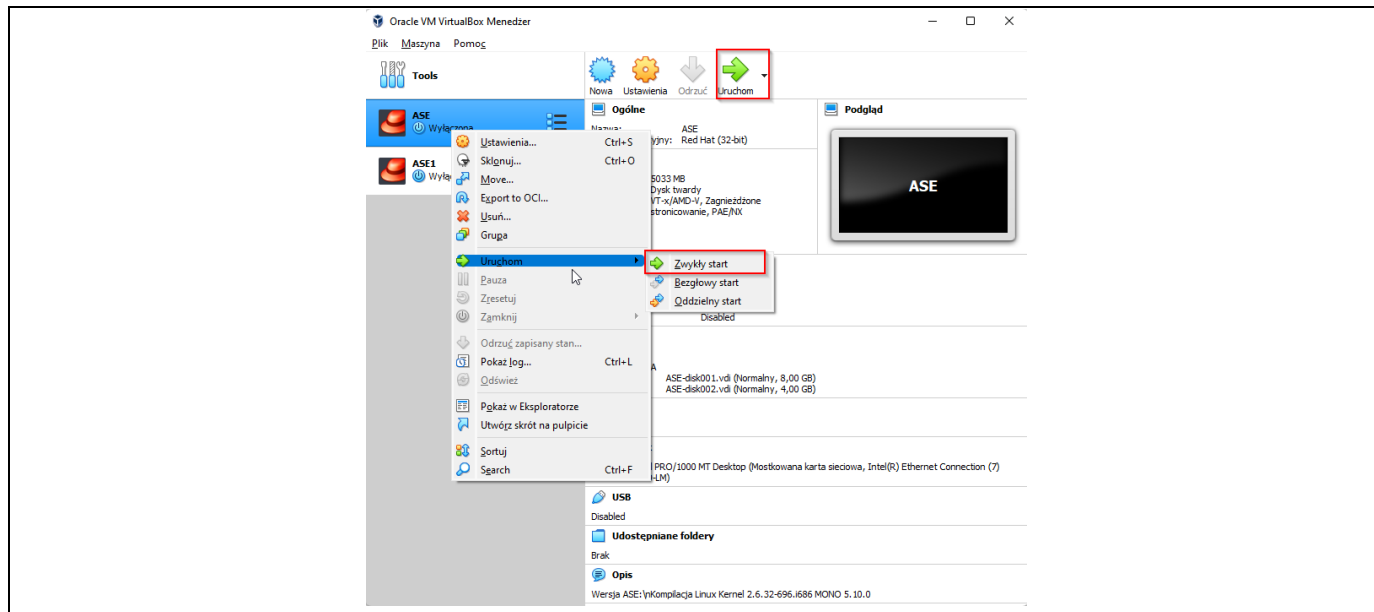 Oracle VM VirtualBox Menedżer
Plik Maszyna Pomoc
Tools
Nowa Ustawienia Odrzuć Uruchom
ASE
Wyłączona
ASE1
Ustawienia... Ctrl+S
Sklonuj... Ctrl+O
Move...
Export to OCI...
Usuń...
Grupa
Uruchom
Pauza
Zresetuj
Zamknij
Odrzuć zapisany stan...
Pokaż log... Ctrl+L
Odśwież
Pokaż w Eksploratorze
Utwórz skrót na pulpicie
Sortuj
Search Ctrl+F
Zwykły start
Bezgłowy start
Oddzielny start
Ogólne
Nazwa: ASE
Red Hat (32-bit)
5033 MB
Dysk twardy
VT-x/AMD-V, Zagnieżdżone
stronicowanie, PAE/NX
Podgląd
ASE
Disabled
ASE-disk001.vdi (Normalny, 8,00 GB)
ASE-disk002.vdi (Normalny, 4,00 GB)
PRO/1000 MT Desktop (Mostkowana karta sieciowa, Intel(R) Ethernet Connection (7)
-LM)
USB
Disabled
Udostępniane foldery
Brak
Opis
Wersja ASE:\nKompilacja Linux Kernel 2.6.32-696.i686 MONO 5.10.0